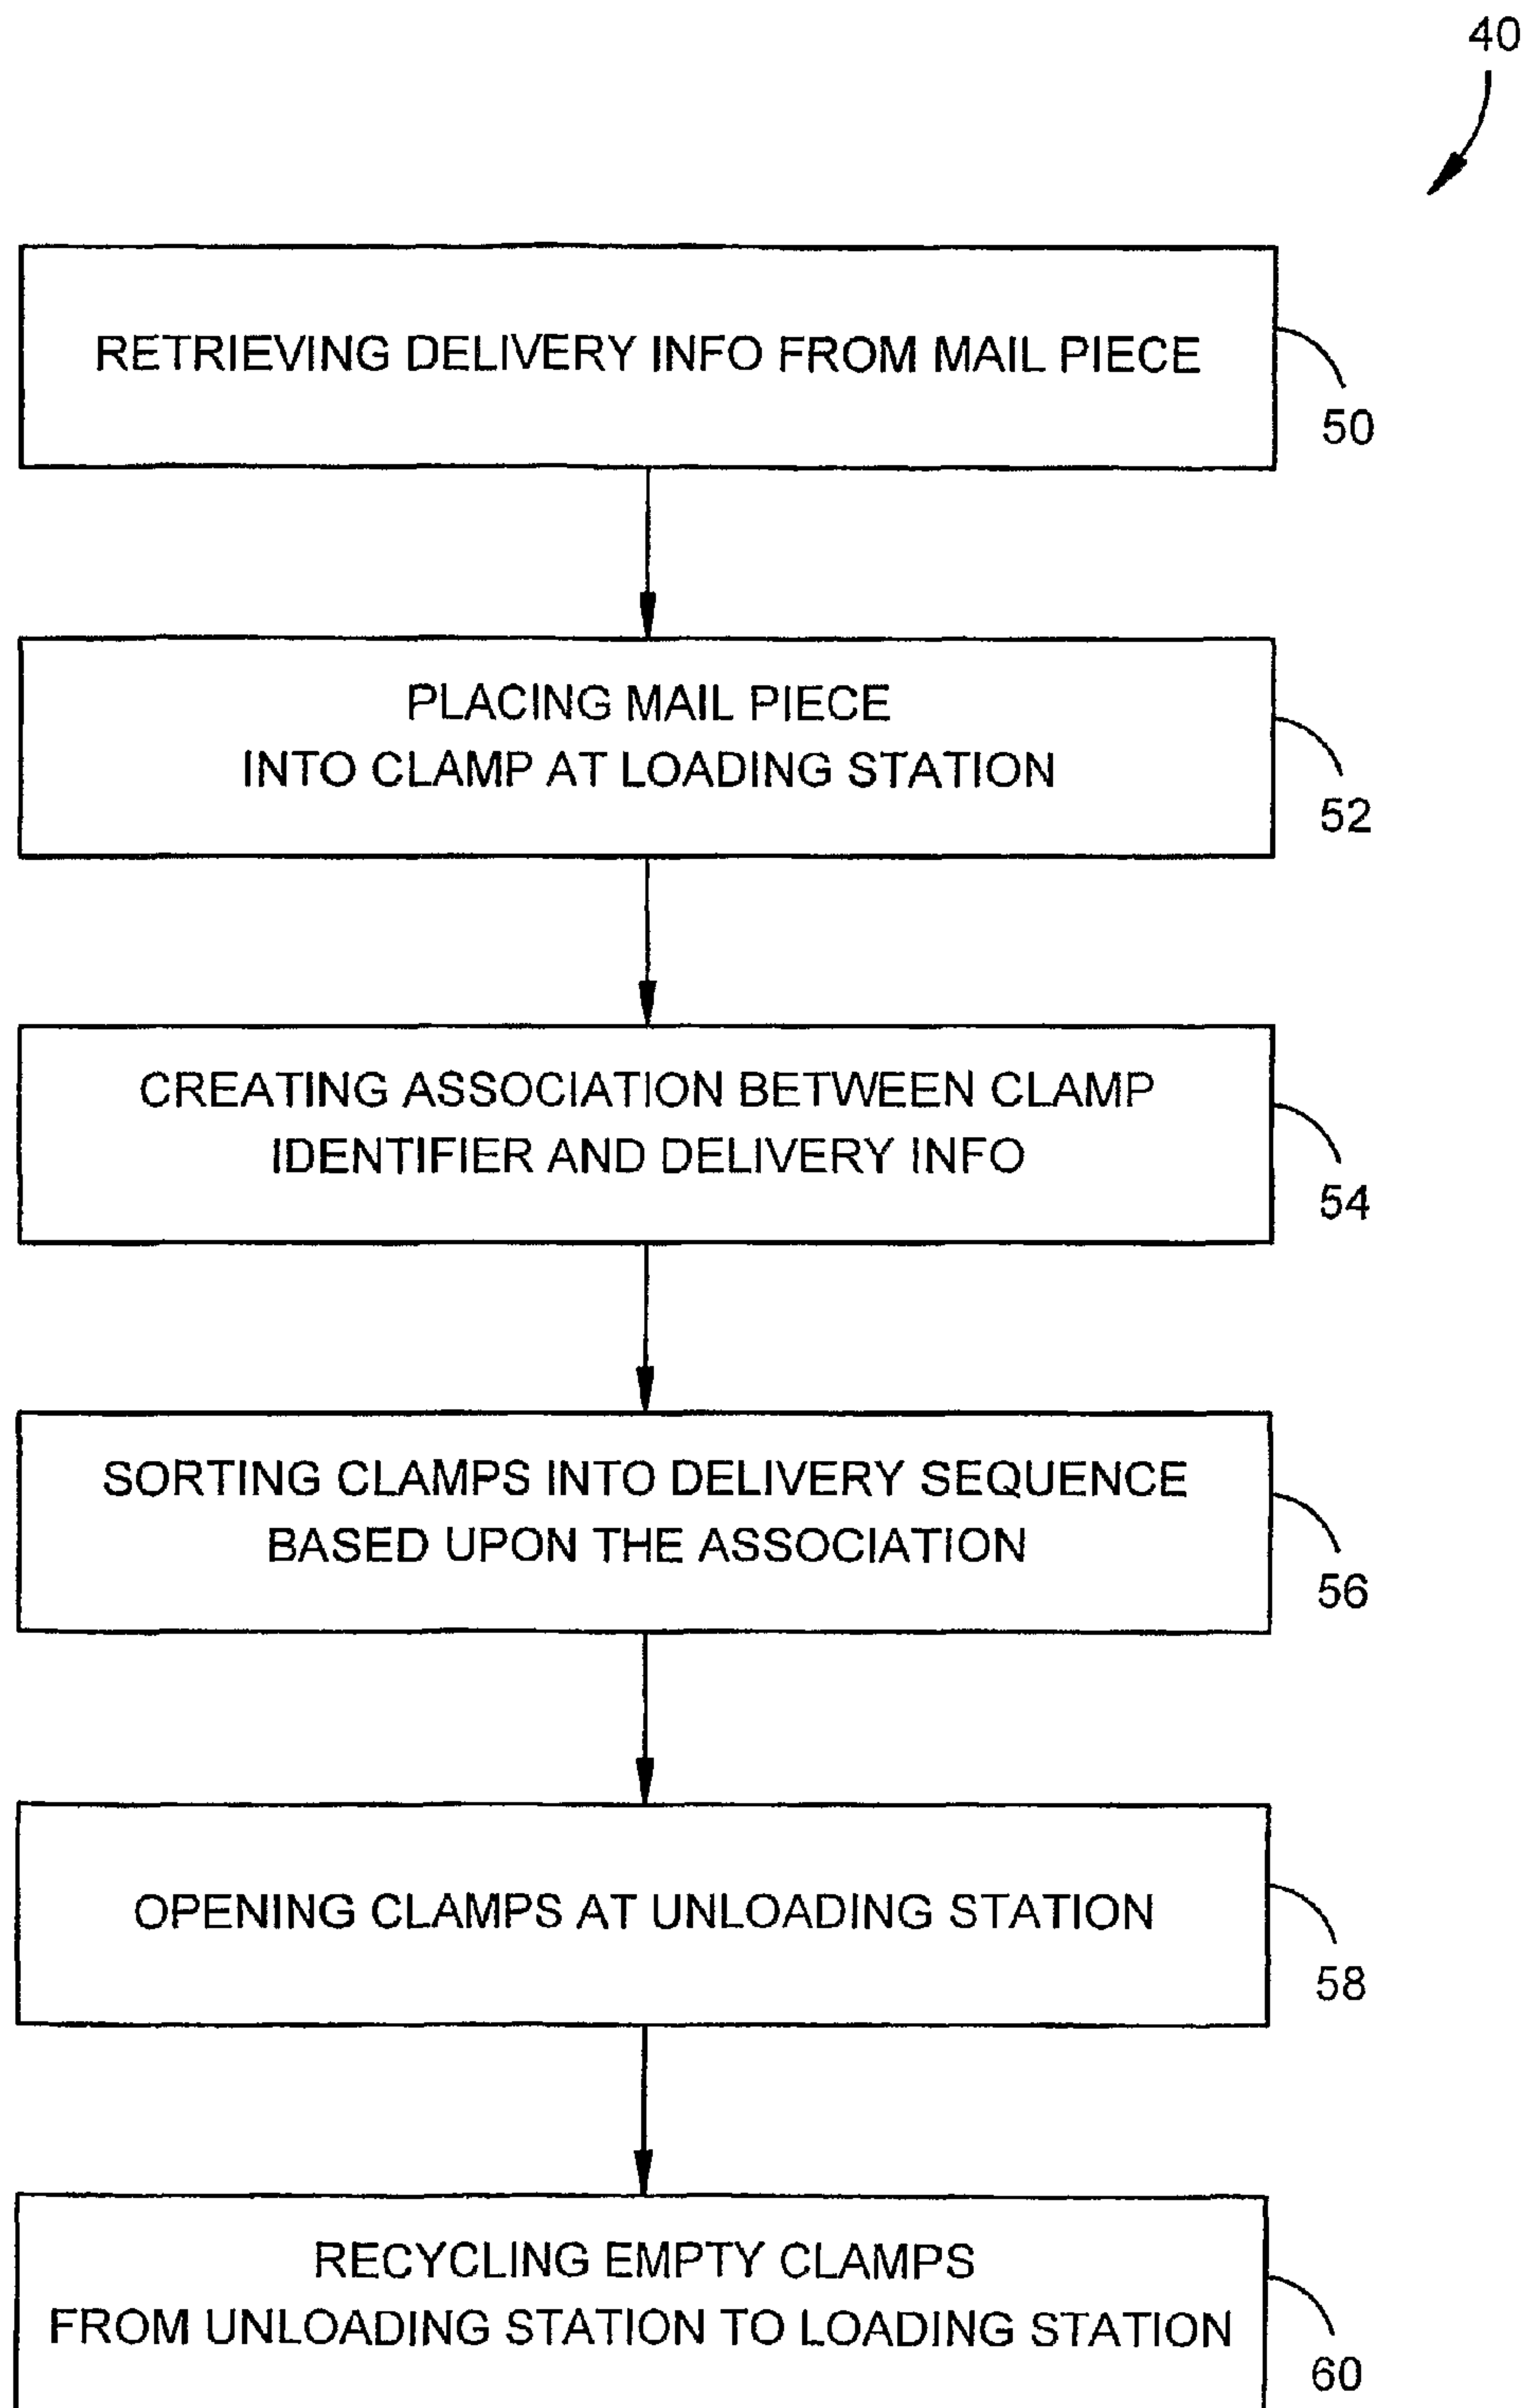 40
RETRIEVING DELIVERY INFO FROM MAIL PIECE
50
PLACING MAIL PIECE
INTO CLAMP AT LOADING STATION
52
CREATING ASSOCIATION BETWEEN CLAMP
IDENTIFIER AND DELIVERY INFO
54
SORTING CLAMPS INTO DELIVERY SEQUENCE
BASED UPON THE ASSOCIATION
56
OPENING CLAMPS AT UNLOADING STATION
58
RECYCLING EMPTY CLAMPS
FROM UNLOADING STATION TO LOADING STATION
60